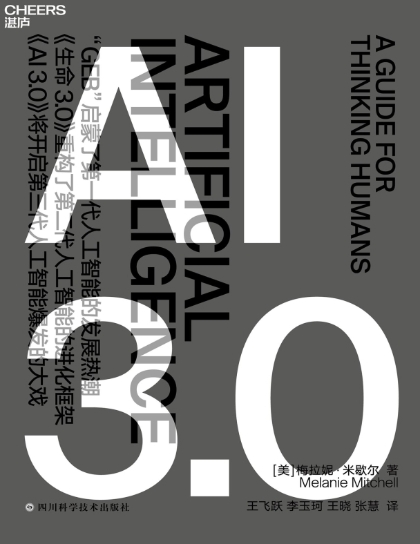 CHEERS
湛庐
AI
3.0
ARTIFICIAL
INTELLIGENCE
A GUIDE FOR
THINKING HUMANS
“GEB”启蒙了第一代人工智能的发展热潮
《生命 3.0》重构了第二代人工智能的进化框架
《AI 3.0》将开启第三代人工智能爆发的大戏
[美]梅拉妮·米歇尔 著
Melanie Mitchell
王飞跃 李玉珂 王晓 张慧 译
四川科学技术出版社